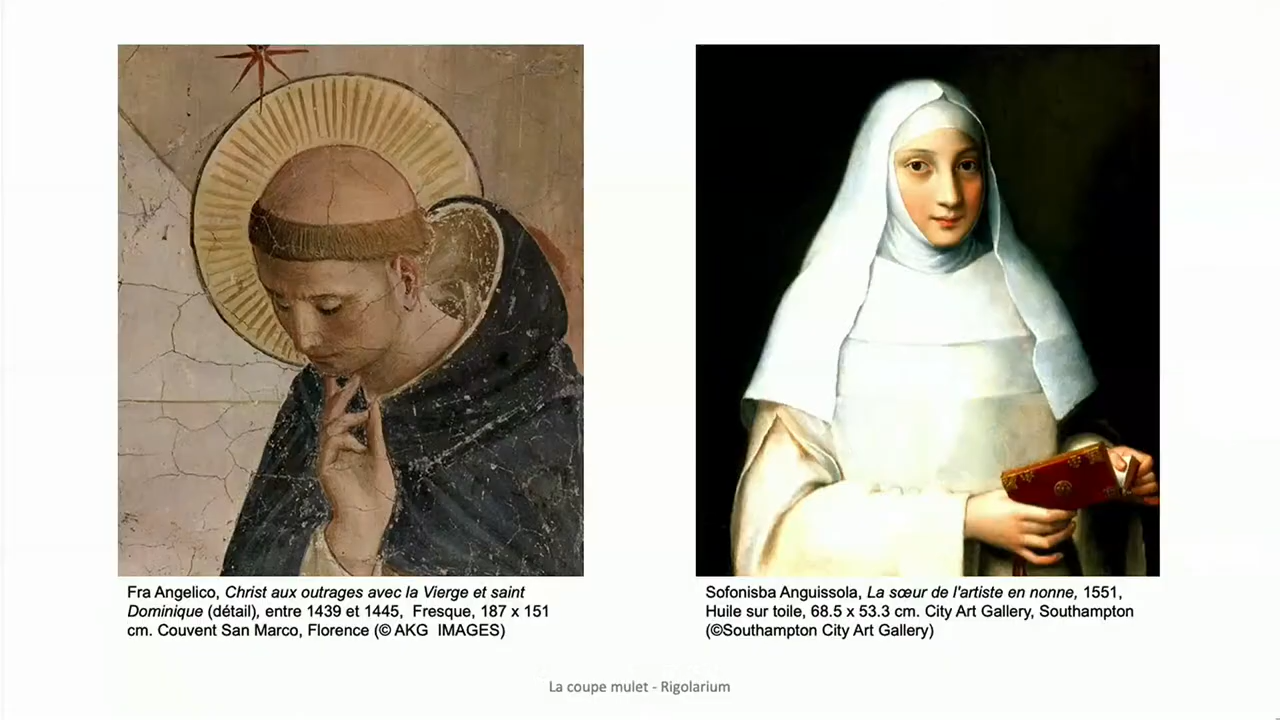 Fra Angelico, Christ aux outrages avec la Vierge et saint
Dominique (détail), entre 1439 et 1445, Fresque, 187 x 151
cm. Couvent San Marco, Florence (© AKG IMAGES)
Sofonisba Anguissola, La sœur de l'artiste en nonne, 1551,
Huile sur toile, 68.5 x 53.3 cm. City Art Gallery, Southampton
(©Southampton City Art Gallery)
La coupe mulet - Rigolarium